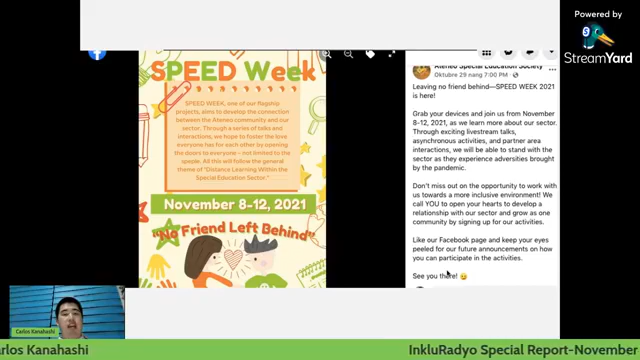 Powered by
StreamYard
SPEED Week
SPEED WEEK, one of our flagship
projects, aims to develop the connection
between the Ateneo community and our
sector. Through a series of talks and
interactions, we hope to foster the love
everyone has for each other by opening
the doors to everyone - not limited to the
speple. All this will follow the general
theme of "Distance Learning Within the
Special Education Sector."
November 8-12, 2021
"No Friend Left Behind"
Ateneo Special Education Society
Oktubre 29 nang 7:00 PM
Leaving no friend behind—SPEED WEEK 2021
is here!
Grab your devices and join us from November
8-12, 2021, as we learn more about our sector.
Through exciting livestream talks,
asynchronous activities, and partner area
interactions, we will be able to stand with the
sector as they experience adversities brought
by the pandemic.
Don't miss out on the opportunity to work with
us towards a more inclusive environment! We
call YOU to open your hearts to develop a
relationship with our sector and grow as one
community by signing up for our activities.
Like our Facebook page and keep your eyes
peeled for our future announcements on how
you can participate in the activities.
See you there! 😉
Carlos Kanahashi
arlos Kanahashi
InkluRadyo Special Report-November